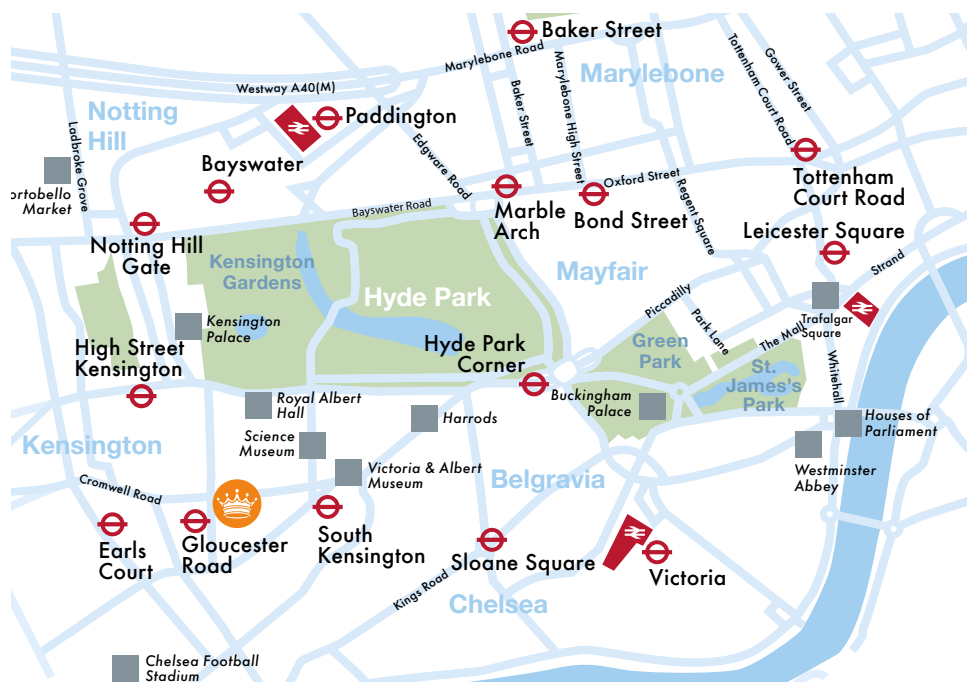 Baker Street
Marylebone Road
Marylebone
Tottenham Court Road
Gower Street
Westway A40(M)
Notting
Hill
Paddington
Baker Street
Marylebone High Street
Ladbroke Grove
Edgware Road
Bayswater
Oxford Street
Tottenham
Court Road
ortobello
Market
Marble
Arch
Bond Street
Regent Square
Bayswater Road
Notting Hill
Gate
Leicester Square
Kensington
Gardens
Mayfair
Strand
Hyde Park
Piccadilly
Park Lane
Trafalgar
Square
Kensington
Palace
The Mall
High Street
Kensington
Hyde Park
Corner
Green
Park
St.
James's
Park
Whitehall
Royal Albert
Hall
Harrods
Buckingham
Palace
Houses of
Parliament
Kensington
Science
Museum
Victoria & Albert
Museum
Belgravia
Westminster
Abbey
Cromwell Road
Earls
Court
Gloucester
Road
South
Kensington
Sloane Square
Victoria
Kings Road
Chelsea
Chelsea Football
Stadium